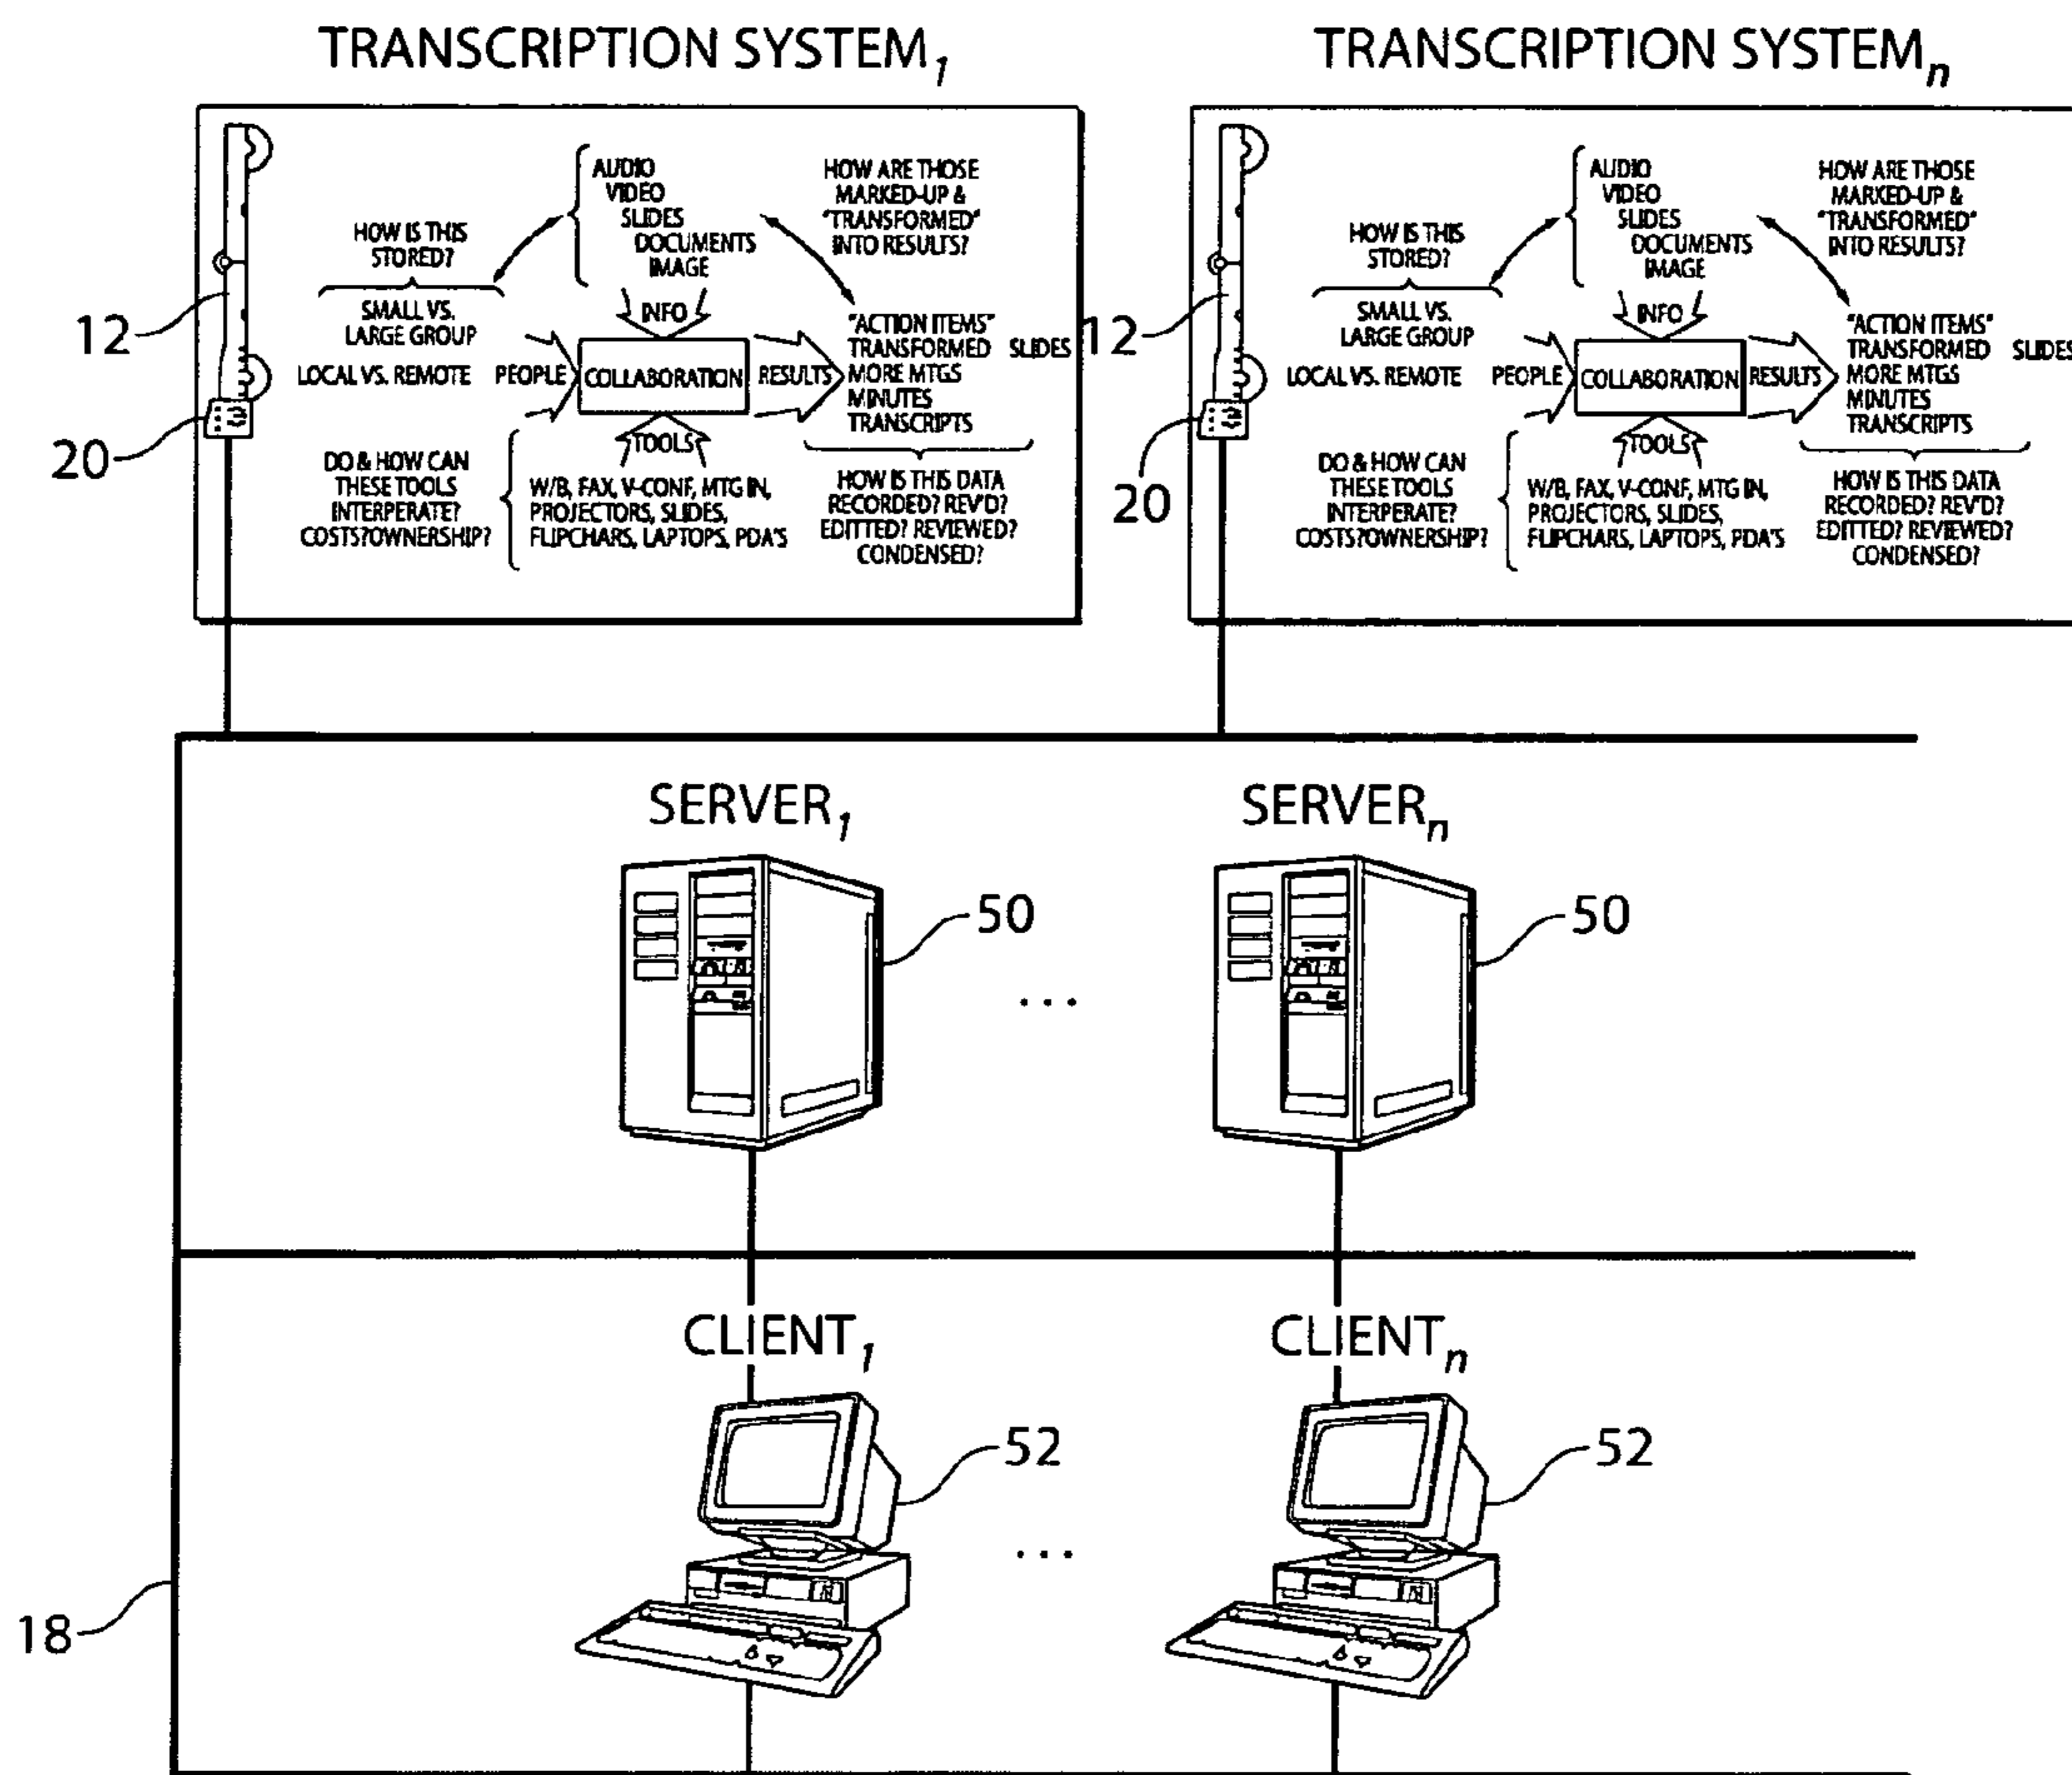 TRANSCRIPTION SYSTEM1
TRANSCRIPTION SYSTEMn
AUDIO
VIDEO
SLIDES
DOCUMENTS
IMAGE
HOW ARE THOSE
MARKED-UP &
"TRANSFORMED"
INTO RESULTS?
HOW IS THIS
STORED?
SMALL VS.
LARGE GROUP
LOCAL VS. REMOTE
PEOPLE
INFO
COLLABORATION
RESULTS
"ACTION ITEMS"
TRANSFORMED SLIDES
MORE MTGS
MINUTES
TRANSCRIPTS
TOOLS
DO & HOW CAN
THESE TOOLS
INTERPERATE?
COSTS?OWNERSHIP?
W/B, FAX, V-CONF, MTG IN,
PROJECTORS, SLIDES,
FLIPCHARS, LAPTOPS, PDA'S
HOW IS THIS DATA
RECORDED? REV'D?
EDITTED? REVIEWED?
CONDENSED?
12
20
AUDIO
VIDEO
SLIDES
DOCUMENTS
IMAGE
HOW ARE THOSE
MARKED-UP &
"TRANSFORMED"
INTO RESULTS?
HOW IS THIS
STORED?
SMALL VS.
LARGE GROUP
LOCAL VS. REMOTE
PEOPLE
INFO
COLLABORATION
RESULTS
"ACTION ITEMS"
TRANSFORMED SLIDES
MORE MTGS
MINUTES
TRANSCRIPTS
TOOLS
DO & HOW CAN
THESE TOOLS
INTERPERATE?
COSTS?OWNERSHIP?
W/B, FAX, V-CONF, MTG IN,
PROJECTORS, SLIDES,
FLIPCHARS, LAPTOPS, PDA'S
HOW IS THIS DATA
RECORDED? REV'D?
EDITTED? REVIEWED?
CONDENSED?
12
20
SERVER1
SERVERn
50
...
50
CLIENT1
CLIENTn
52
...
52
18